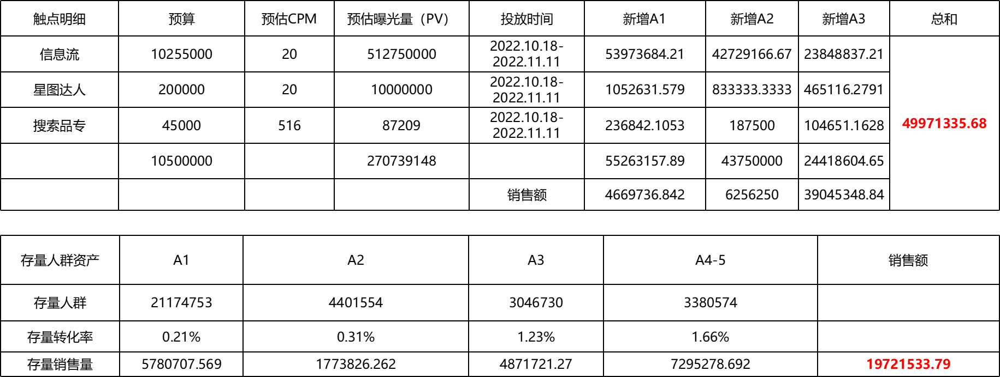 触点明细 预算 预估CPM 预估曝光量（PV） 投放时间 新增A1 新增A2 新增A3 总和
信息流 10255000 20 512750000 2022.10.18-
2022.11.11 53973684.21 42729166.67 23848837.21
星图达人 200000 20 10000000 2022.10.18-
2022.11.11 1052631.579 833333.3333 465116.2791
搜索品专 45000 516 87209 2022.10.18-
2022.11.11 236842.1053 187500 104651.1628 49971335.68
10500000 270739148 55263157.89 43750000 24418604.65
销售额 4669736.842 6256250 39045348.84
存量人群资产 A1 A2 A3 A4-5 销售额
存量人群 21174753 4401554 3046730 3380574
存量转化率 0.21% 0.31% 1.23% 1.66%
存量销售量 5780707.569 1773826.262 4871721.27 7295278.692 19721533.79